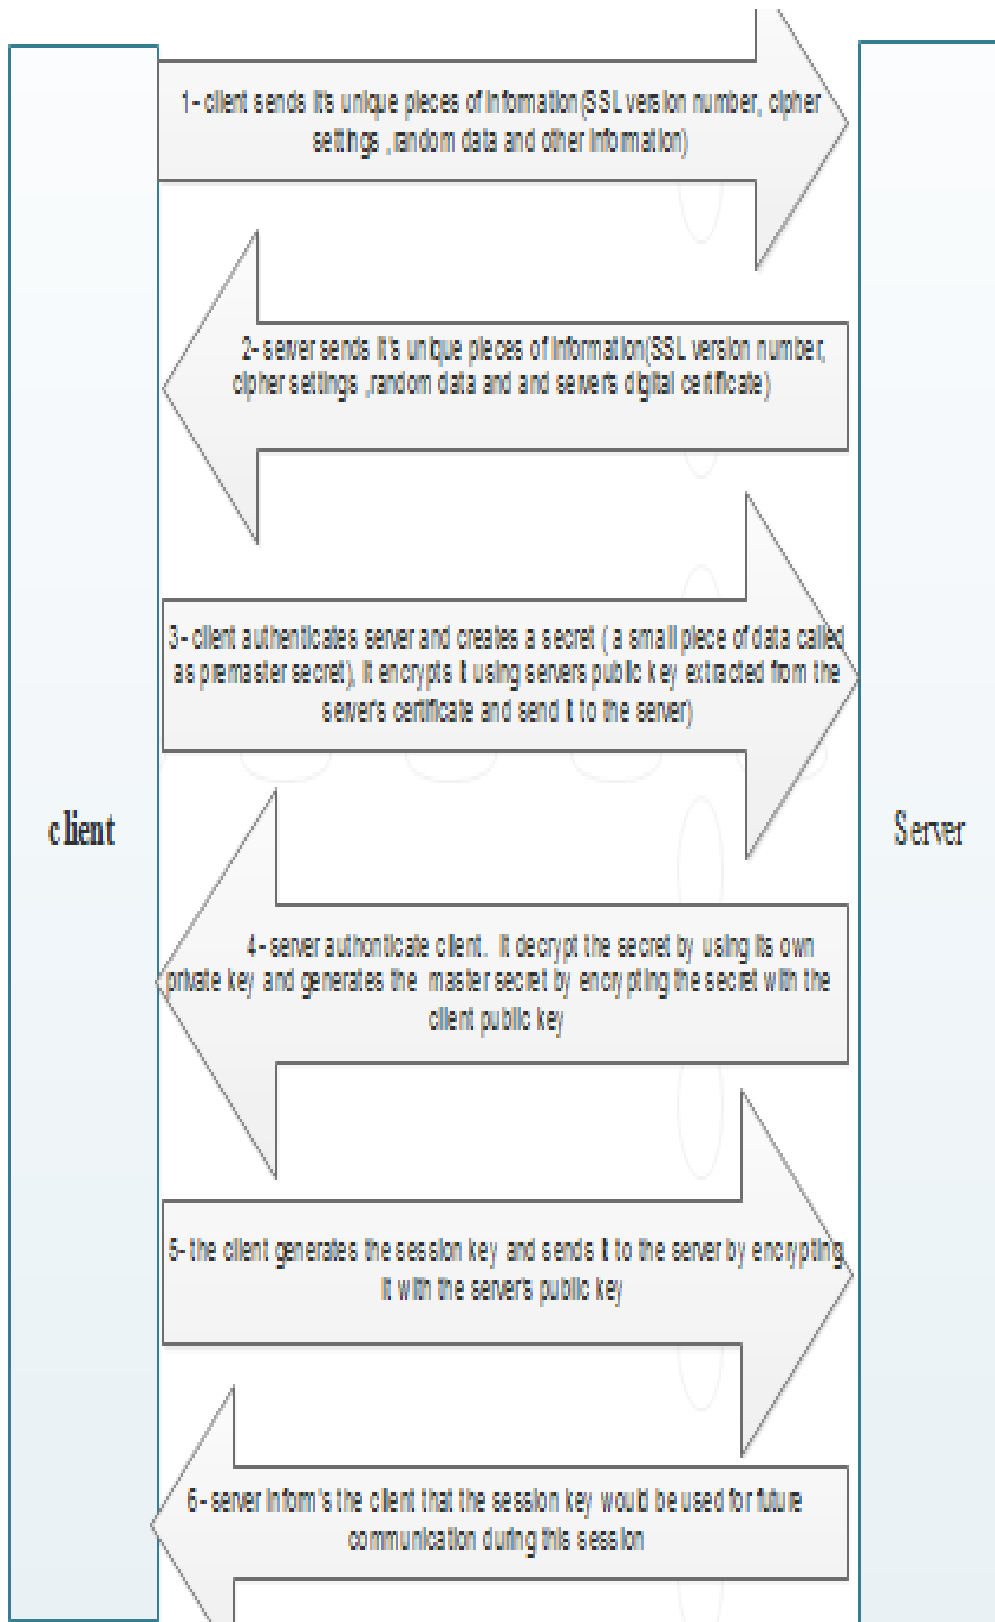 1- client sends it's unique pieces of information(SSL version number, cipher
settings ,random data and other information)
2- server sends it's unique pieces of information(SSL version number,
cipher settings ,random data and and server's digital certificate)
3- client authenticates server and creates a secret ( a small piece of data called
as premaster secret), it encrypts it using servers public key extracted from the
server's certificate and send it to the server)
client
Server
4 - server authonticate client. it decrypt the secret by using its own
private key and generates the master secret by encrypting the secret with the
client public key
5- the client generates the session key and sends it to the server by encrypting
it with the server's public key
6 - server inform's the client that the session key would be used for future
communication during this session